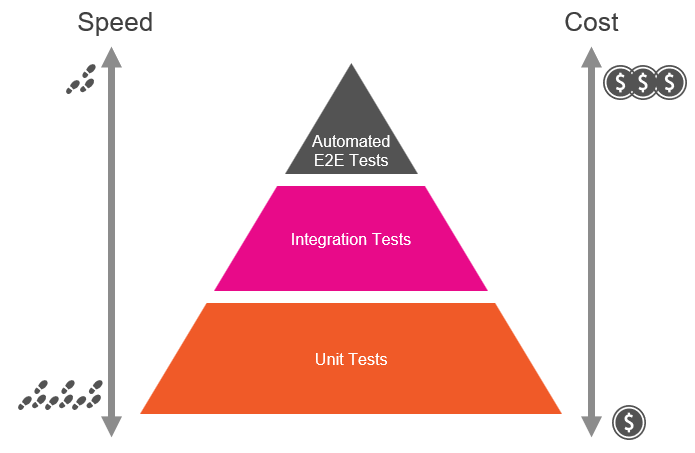 Speed
Cost
$ $ $
Automated
E2E Tests
Integration Tests
Unit Tests
$